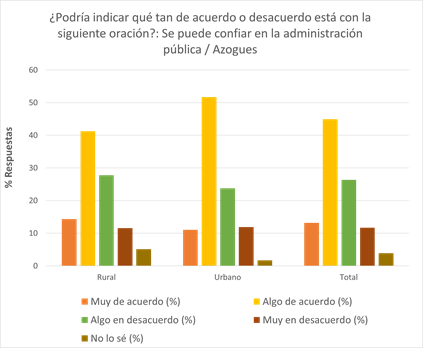 ¿Podría indicar qué tan de acuerdo o desacuerdo está con la
siguiente oración?: Se puede confiar en la administración
pública / Azogues
% Respuestas
60
50
40
30
20
10
0
Rural
Urbano
Total
Muy de acuerdo (%)
Algo de acuerdo (%)
Algo en desacuerdo (%)
Muy en desacuerdo (%)
No lo sé (%)